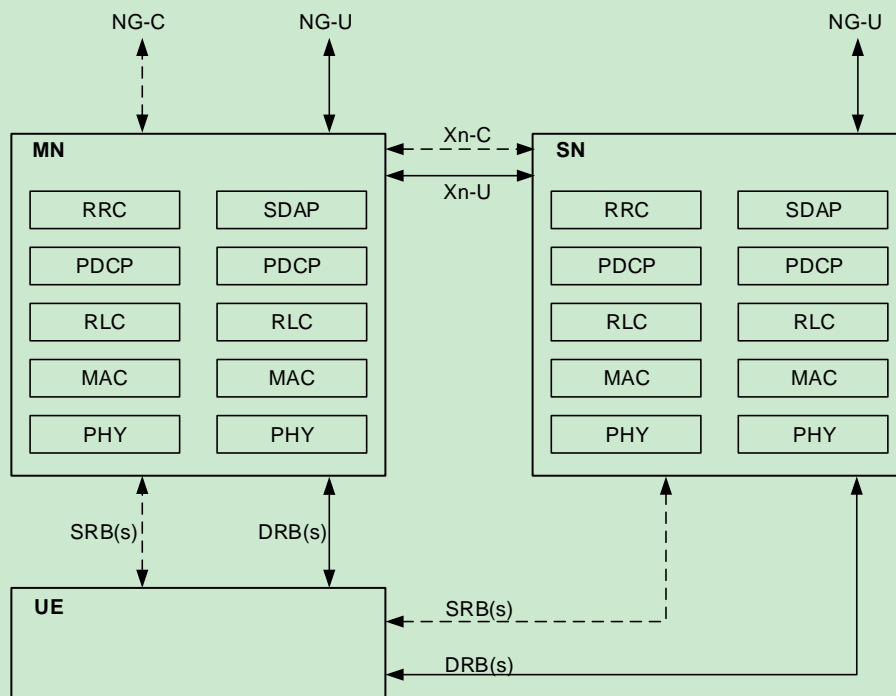 NG-C NG-U NG-U
Xn-C
MN SN
Xn-U
RRC SDAP RRC SDAP
PDCP PDCP PDCP PDCP
RLC RLC RLC RLC
MAC MAC MAC MAC
PHY PHY PHY PHY
SRB(s) DRB(s)
UE SRB(s)
DRB(s)